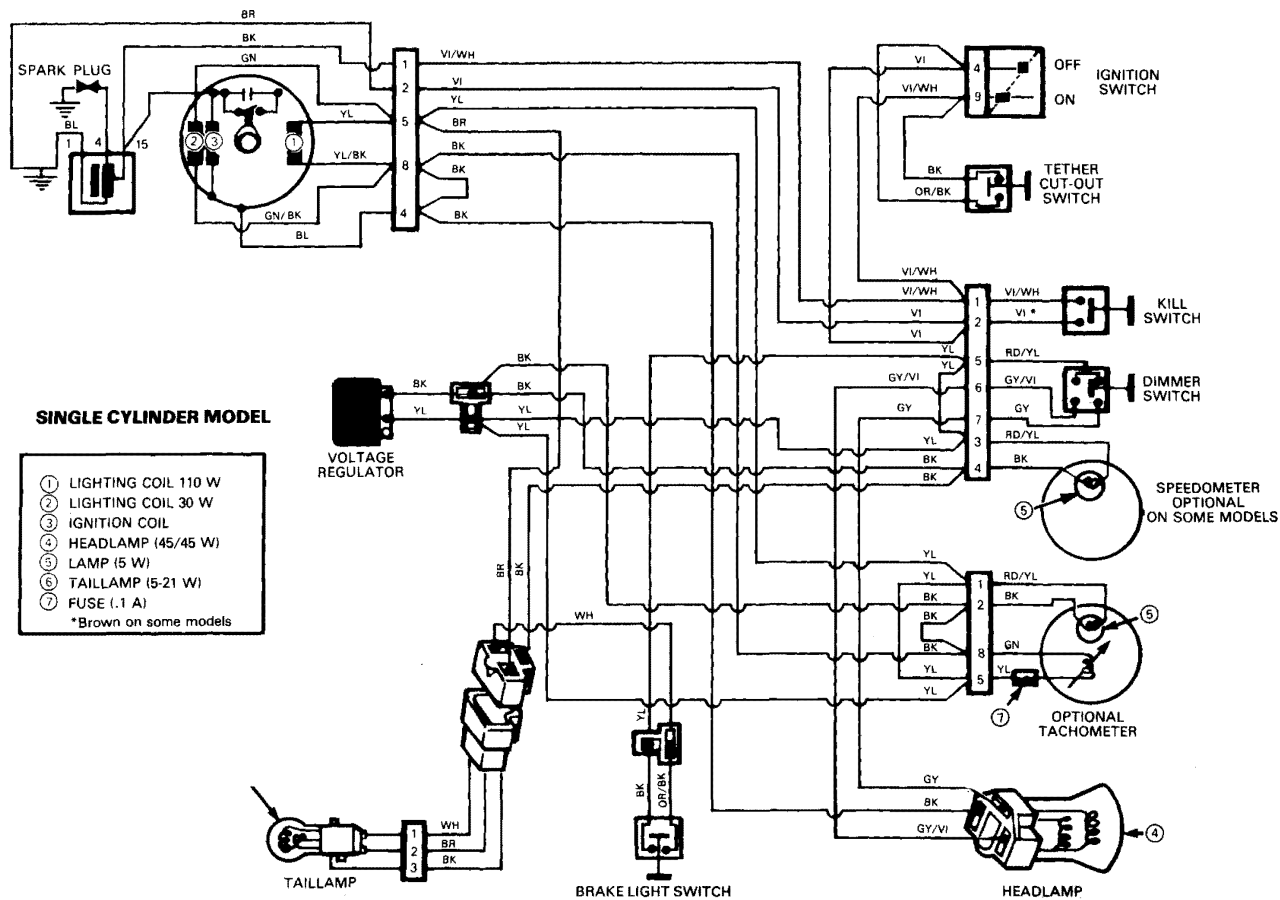 BR
BK
GN
SPARK PLUG
BL
1
4
15
2
3
1
YL
YL/BK
GN/BK
BL
1
2
5
8
4
VI/WH
VI
YL
BR
BK
BK
BK
VI
VI/WH
4
9
OFF
ON
IGNITION
SWITCH
BK
OR/BK
TETHER
CUT-OUT
SWITCH
VI/WH
VI/WH
VI
VI
YL
YL
GY/VI
GY
YL
BK
BK
1
2
5
6
7
3
4
VI/WH
VI *
RD/YL
GY/VI
GY
RD/YL
BK
KILL
SWITCH
DIMMER
SWITCH
5
SPEEDOMETER
OPTIONAL
ON SOME MODELS
BK
YL
BK
BK
YL
YL
VOLTAGE
REGULATOR
SINGLE CYLINDER MODEL
1 LIGHTING COIL 110 W
2 LIGHTING COIL 30 W
3 IGNITION COIL
4 HEADLAMP (45/45 W)
5 LAMP (5 W)
6 TAILLAMP (5-21 W)
7 FUSE (.1 A)
*Brown on some models
BR
BK
WH
YL
YL
BK
BK
BK
YL
YL
1
2
8
5
RD/YL
BK
GN
YL
5
7
OPTIONAL
TACHOMETER
YL
BK
OR/BK
BRAKE LIGHT SWITCH
WH
BR
BK
1
2
3
TAILLAMP
GY
BK
GY/VI
4
HEADLAMP